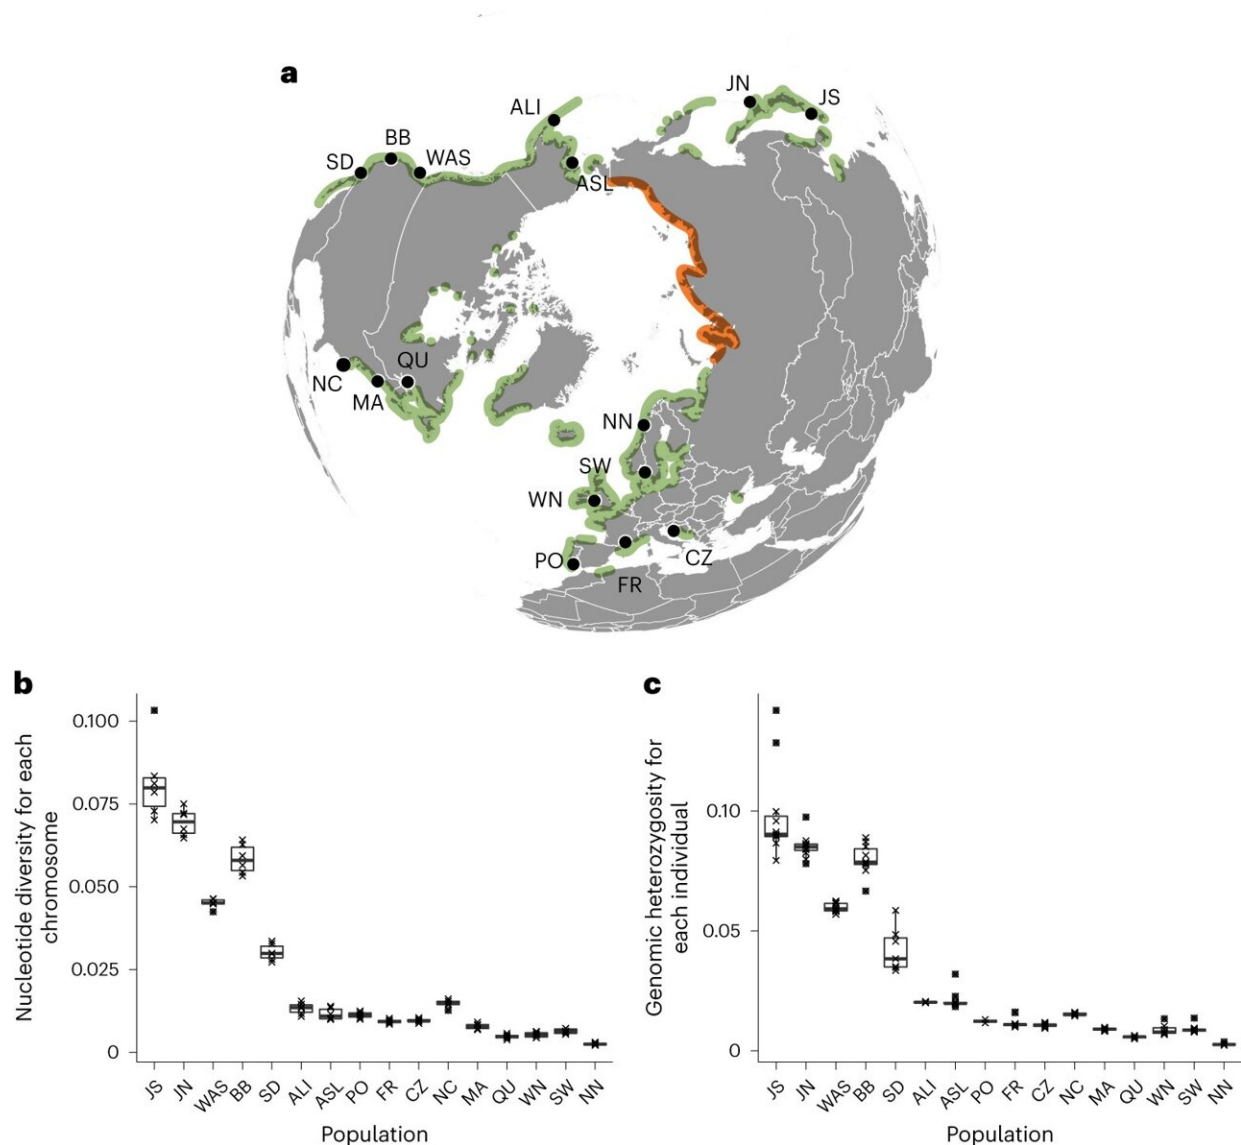 a
JN
JS
ALI
BB
SD
WAS
ASL
QU
NC
MA
NN
SW
WN
PO
CZ
FR
b
Nucleotide diversity for each
chromosome
0.100
0.075
0.050
0.025
0
JS JN WAS BB SD ALI ASL PO FR CZ NC MA QU WN SW NN
Population
c
Genomic heterozygosity for
each individual
0.10
0.05
0
JS JN WAS BB SD ALI ASL PO FR CZ NC MA QU WN SW NN
Population